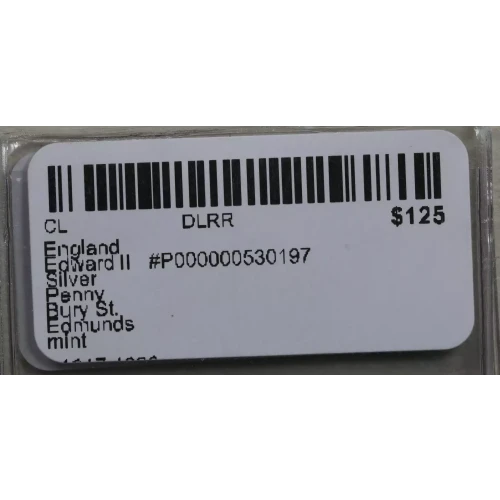 CL DLRR $125
England
Edward II #P000000530197
Silver
Penny
Bury St.
Edmunds
mint